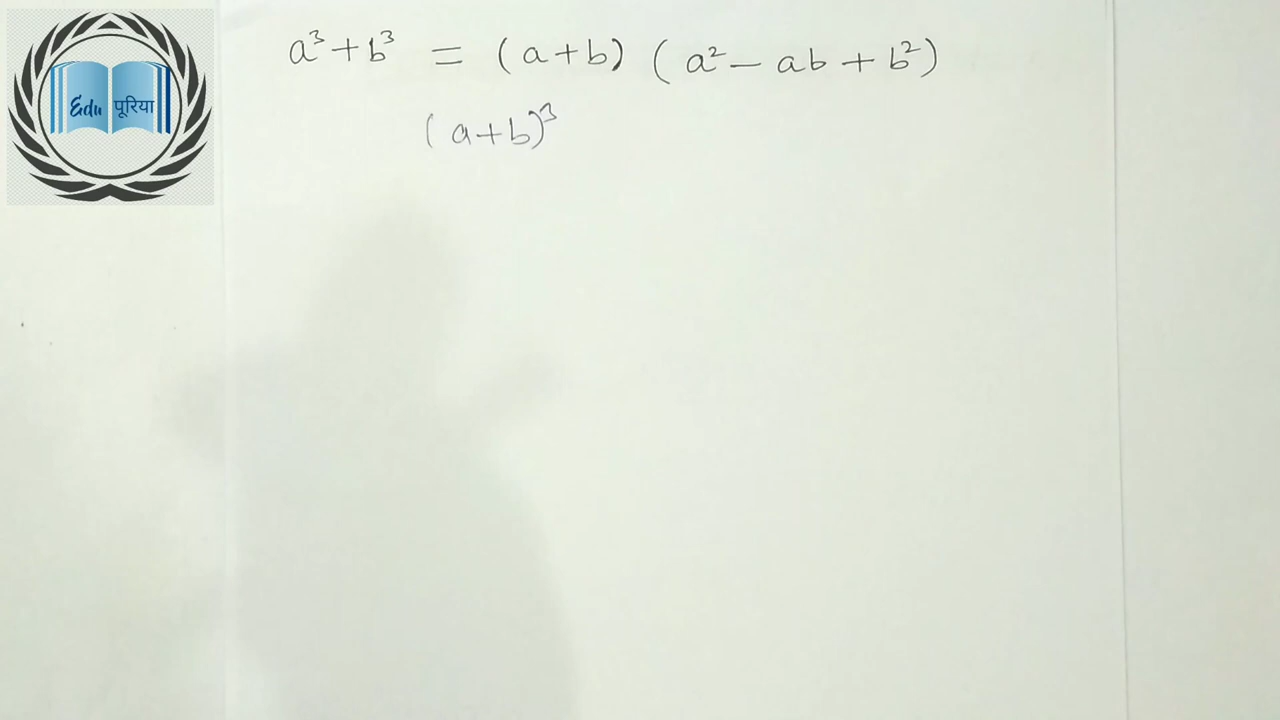 a³ + b³ = (a+b) (a² – ab + b²)
(a+b)³
Edu पूरिया